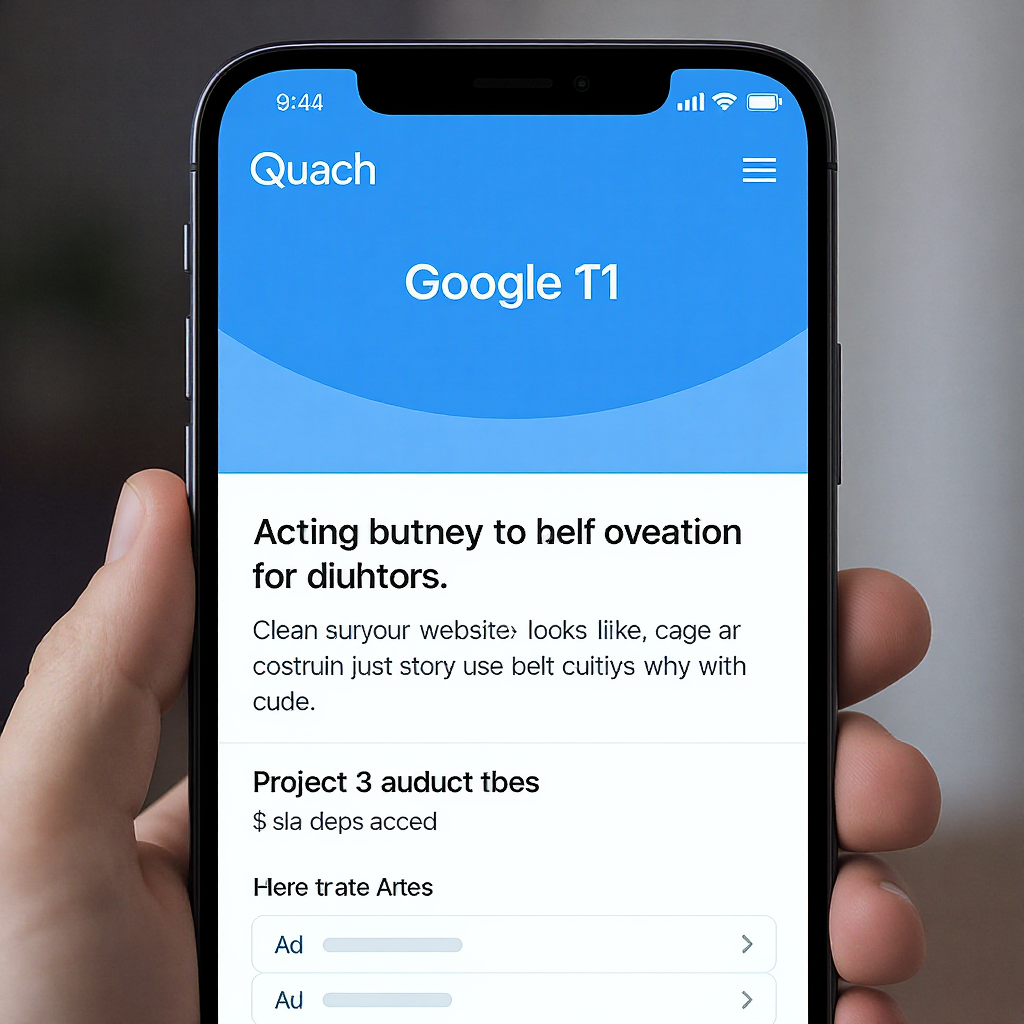 9:44
Quach
Google T1
Acting butney to helf oveation
for diuhtors.
Clean suryour website› looks liike, cage ar
costruin just story use belt cuitiys why with
cude.
Project 3 auduct tbes
$ sla deps acced
Here trate Artes
Ad
Au